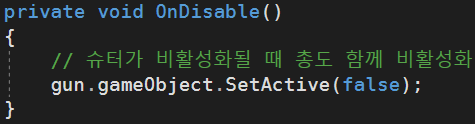 private void OnDisable()
{
// 슈터가 비활성화될 때 총도 함께 비활성화
gun.gameObject.SetActive(false);
}